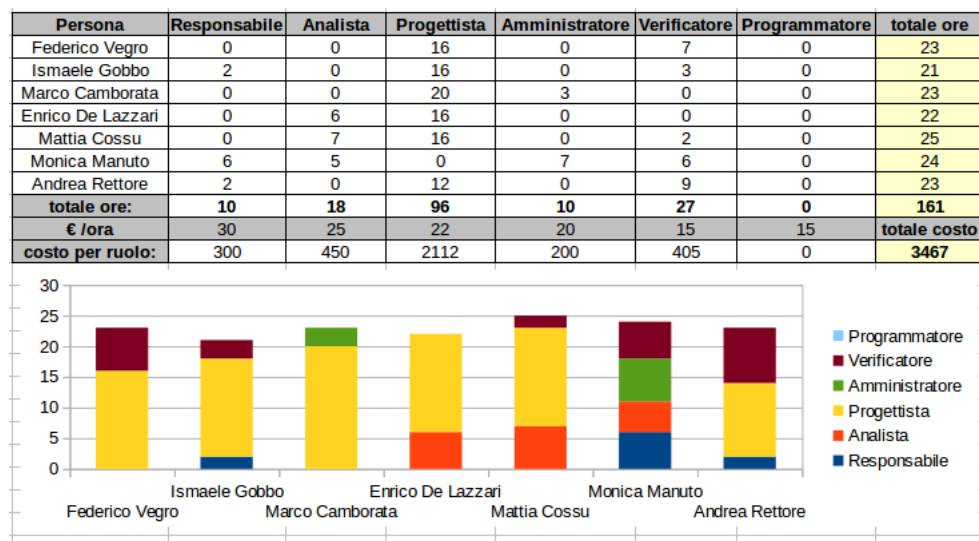 Persona Responsabile Analista Progettista Amministratore Verificatore Programmatore totale ore
Federico Vegro 0 0 16 0 7 0 23
Ismaele Gobbo 2 0 16 0 3 0 21
Marco Camborata 0 0 20 3 0 0 23
Enrico De Lazzari 0 6 16 0 0 0 22
Mattia Cossu 0 7 16 0 2 0 25
Monica Manuto 6 5 0 7 6 0 24
Andrea Rettore 2 0 12 0 9 0 23
totale ore: 10 18 96 10 27 0 161
€ /ora 30 25 22 20 15 15 totale costo
costo per ruolo: 300 450 2112 200 405 0 3467
30
25
20
15
10
5
0
Programmatore
Verificatore
Amministratore
Progettista
Analista
Responsabile
Ismaele Gobbo Enrico De Lazzari Monica Manuto
Federico Vegro Marco Camborata Mattia Cossu Andrea Rettore